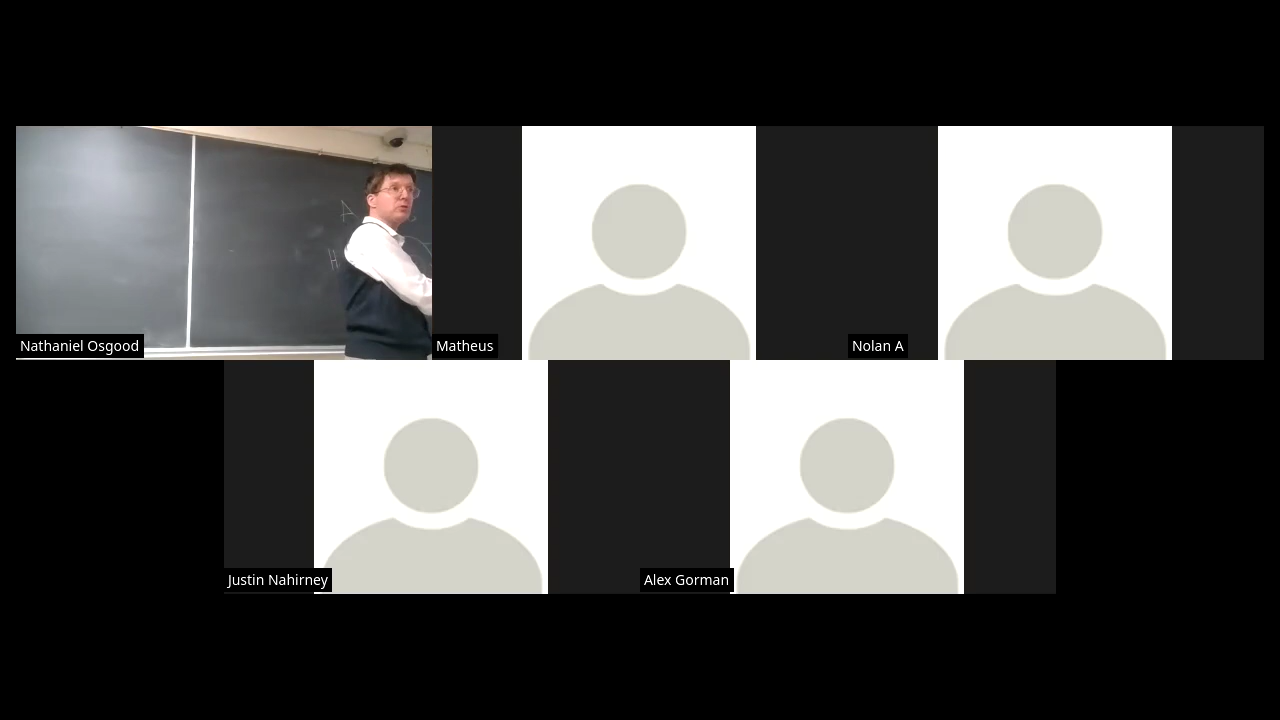 A
H
Nathaniel Osgood
Matheus
Nolan A
Justin Nahirney
Alex Gorman